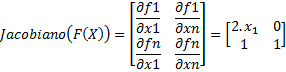 Jacobiano(F(X)) = [∂f1/∂x1 ∂f1/∂xn; ∂fn/∂x1 ∂fn/∂xn] = [2.x₁ 0; 1 1]